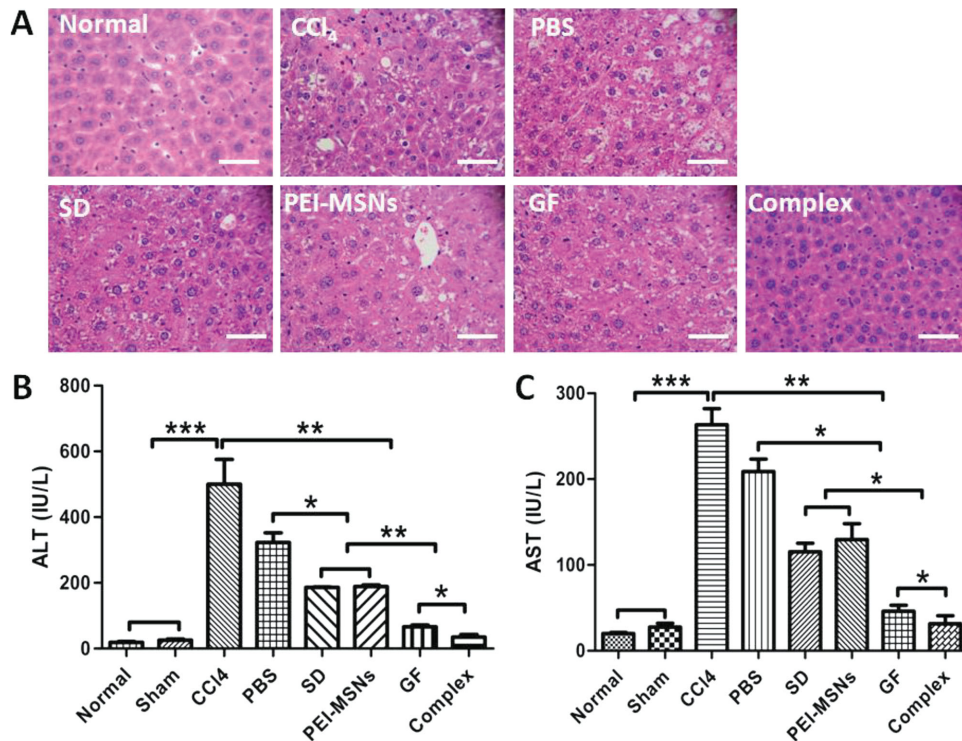 A
Normal
CCl4
PBS
SD
PEI-MSNs
GF
Complex
B
800
600
400
200
0
ALT (IU/L)
***
**
*
**
*
Normal
Sham
CCl4
PBS
SD
PEI-MSNs
GF
Complex
C
300
200
100
0
AST (IU/L)
***
**
*
*
*
Normal
Sham
CCl4
PBS
SD
PEI-MSNs
GF
Complex